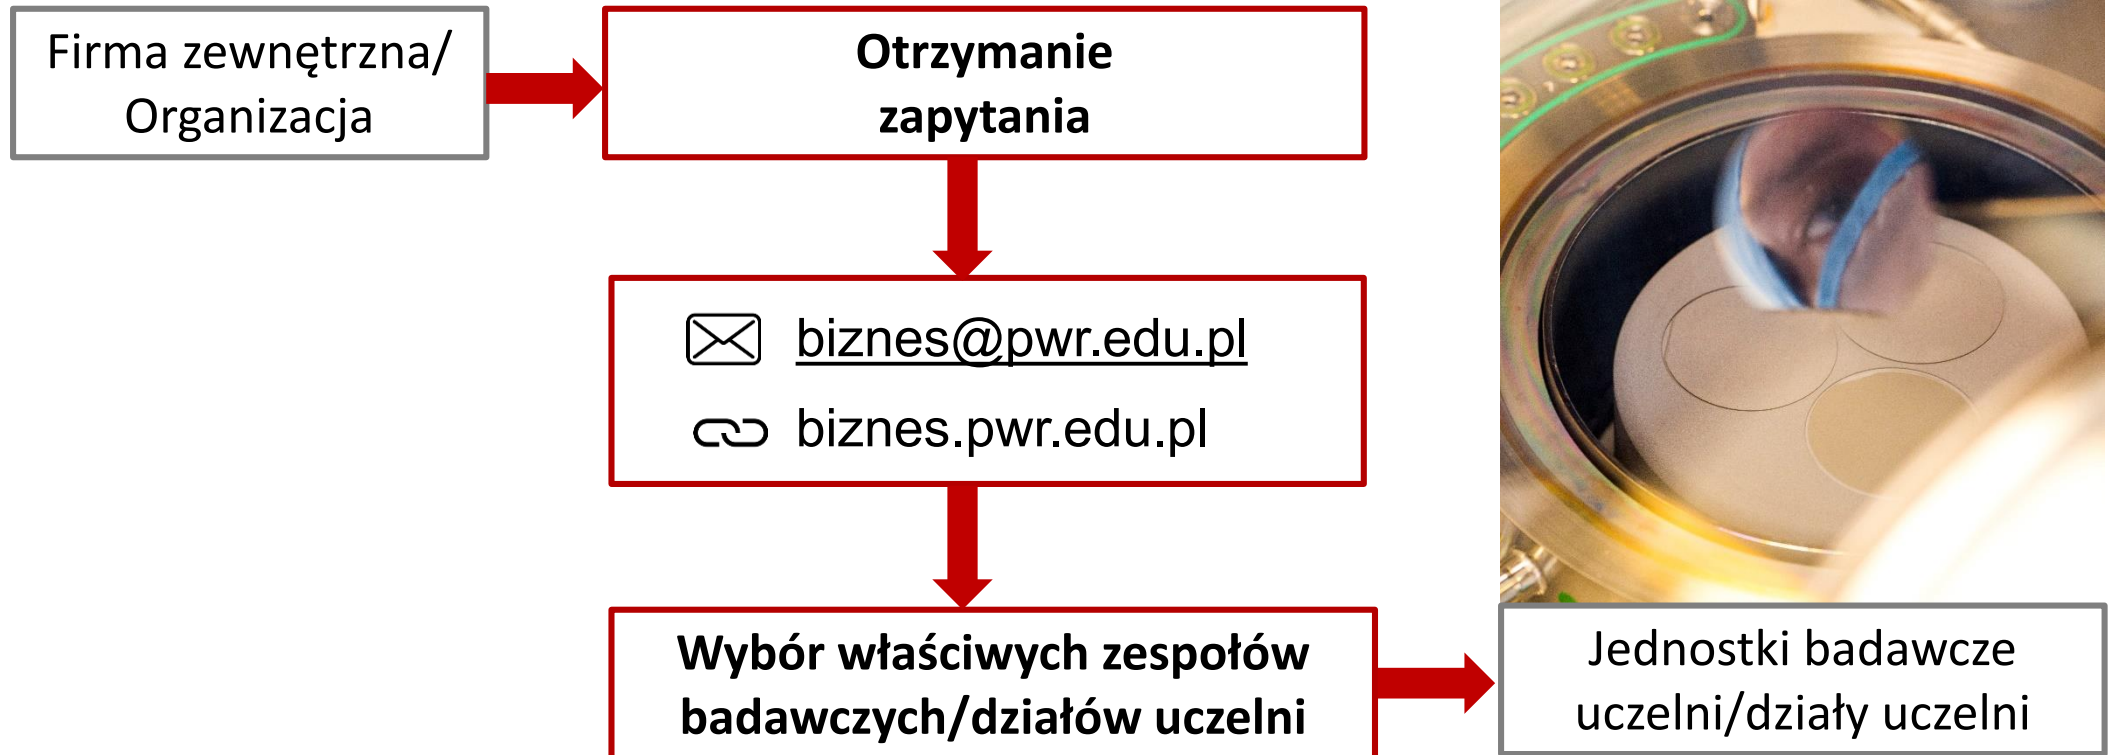 Firma zewnętrzna/
Organizacja
Otrzymanie
zapytania
biznes@pwr.edu.pl
biznes.pwr.edu.pl
Wybór właściwych zespołów
badawczych/działów uczelni
Jednostki badawcze
uczelni/działy uczelni